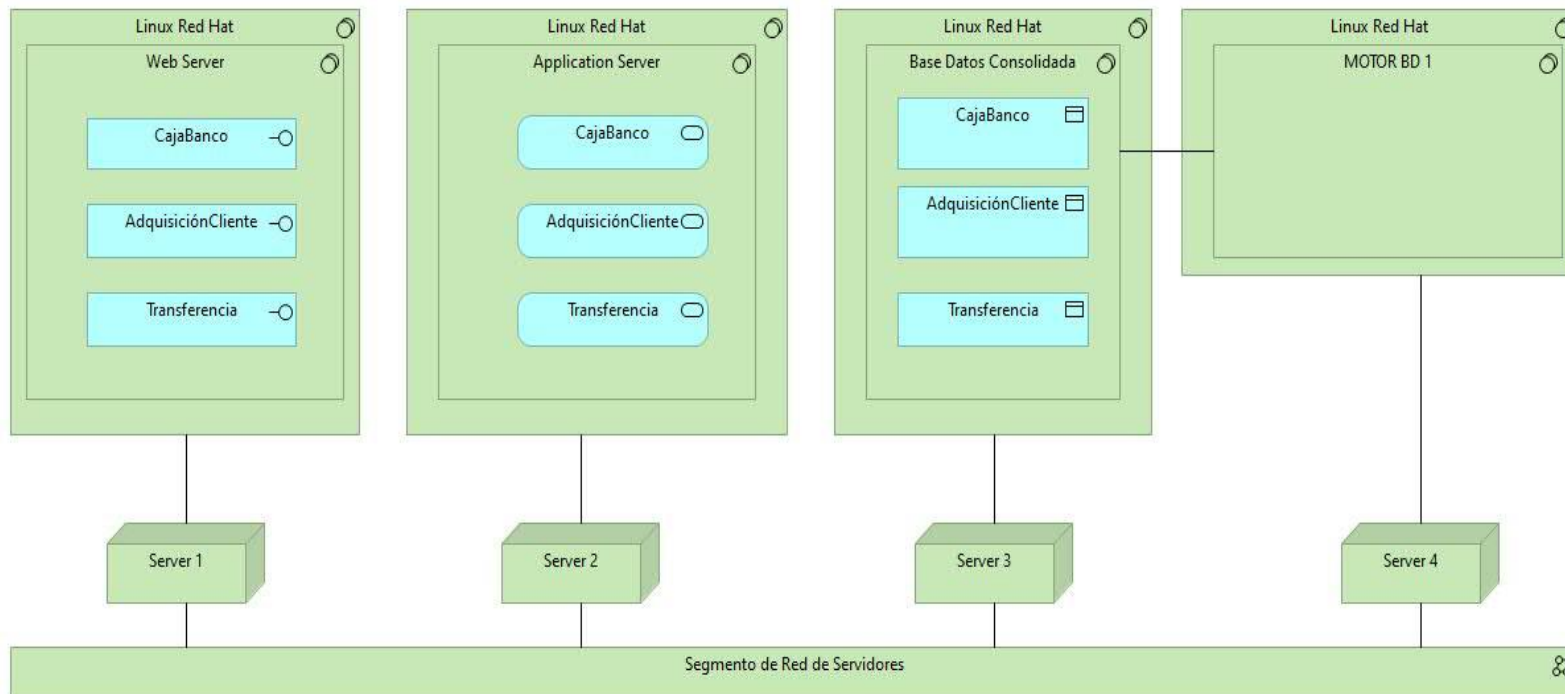 Linux Red Hat
Web Server
CajaBanco
AdquisiciónCliente
Transferencia
Linux Red Hat
Application Server
CajaBanco
AdquisiciónCliente
Transferencia
Linux Red Hat
Base Datos Consolidada
CajaBanco
AdquisiciónCliente
Transferencia
Linux Red Hat
MOTOR BD 1
Server 1
Server 2
Server 3
Server 4
Segmento de Red de Servidores